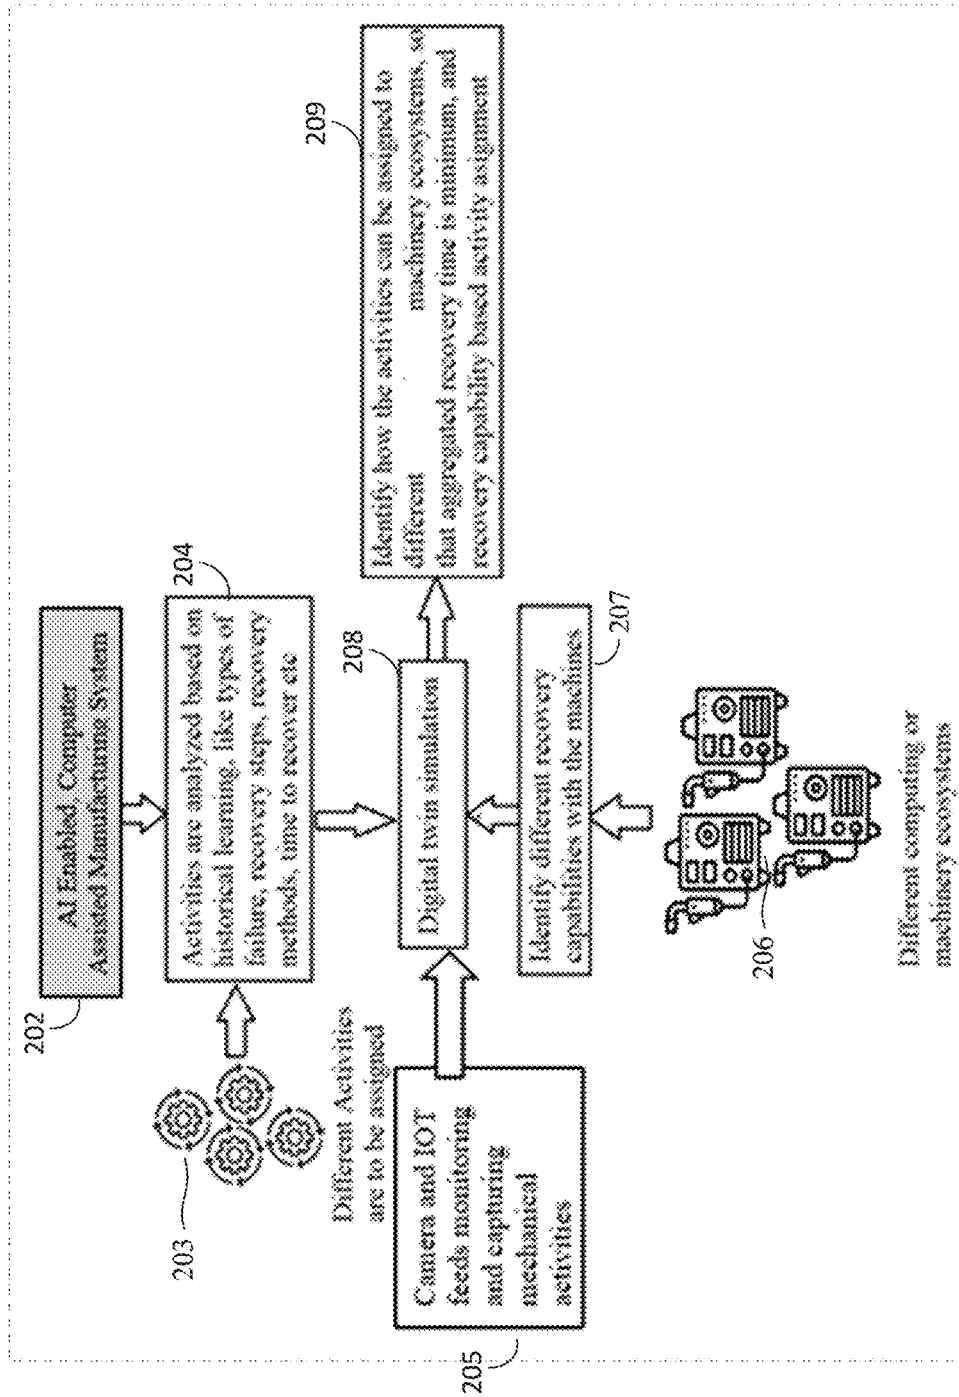 202
AI Enabled, Computer
Assisted Manufacturing System
203
Different Activities
are to be assigned
204
Activities are analyzed based on
historical learning, like types of
failure, recovery steps, recovery
methods, time to recover etc
205
Camera and IOT
feeds monitoring
and capturing
mechanical
activities
208
Digital twin simulation
209
Identify how the activities can be assigned to
different machinery ecosystems, so
that aggregated recovery time is minimum, and
recovery capability based activity asignment
207
Identify different recovery
capabilities with the machines
206
Different computing or
machinery ecosystems